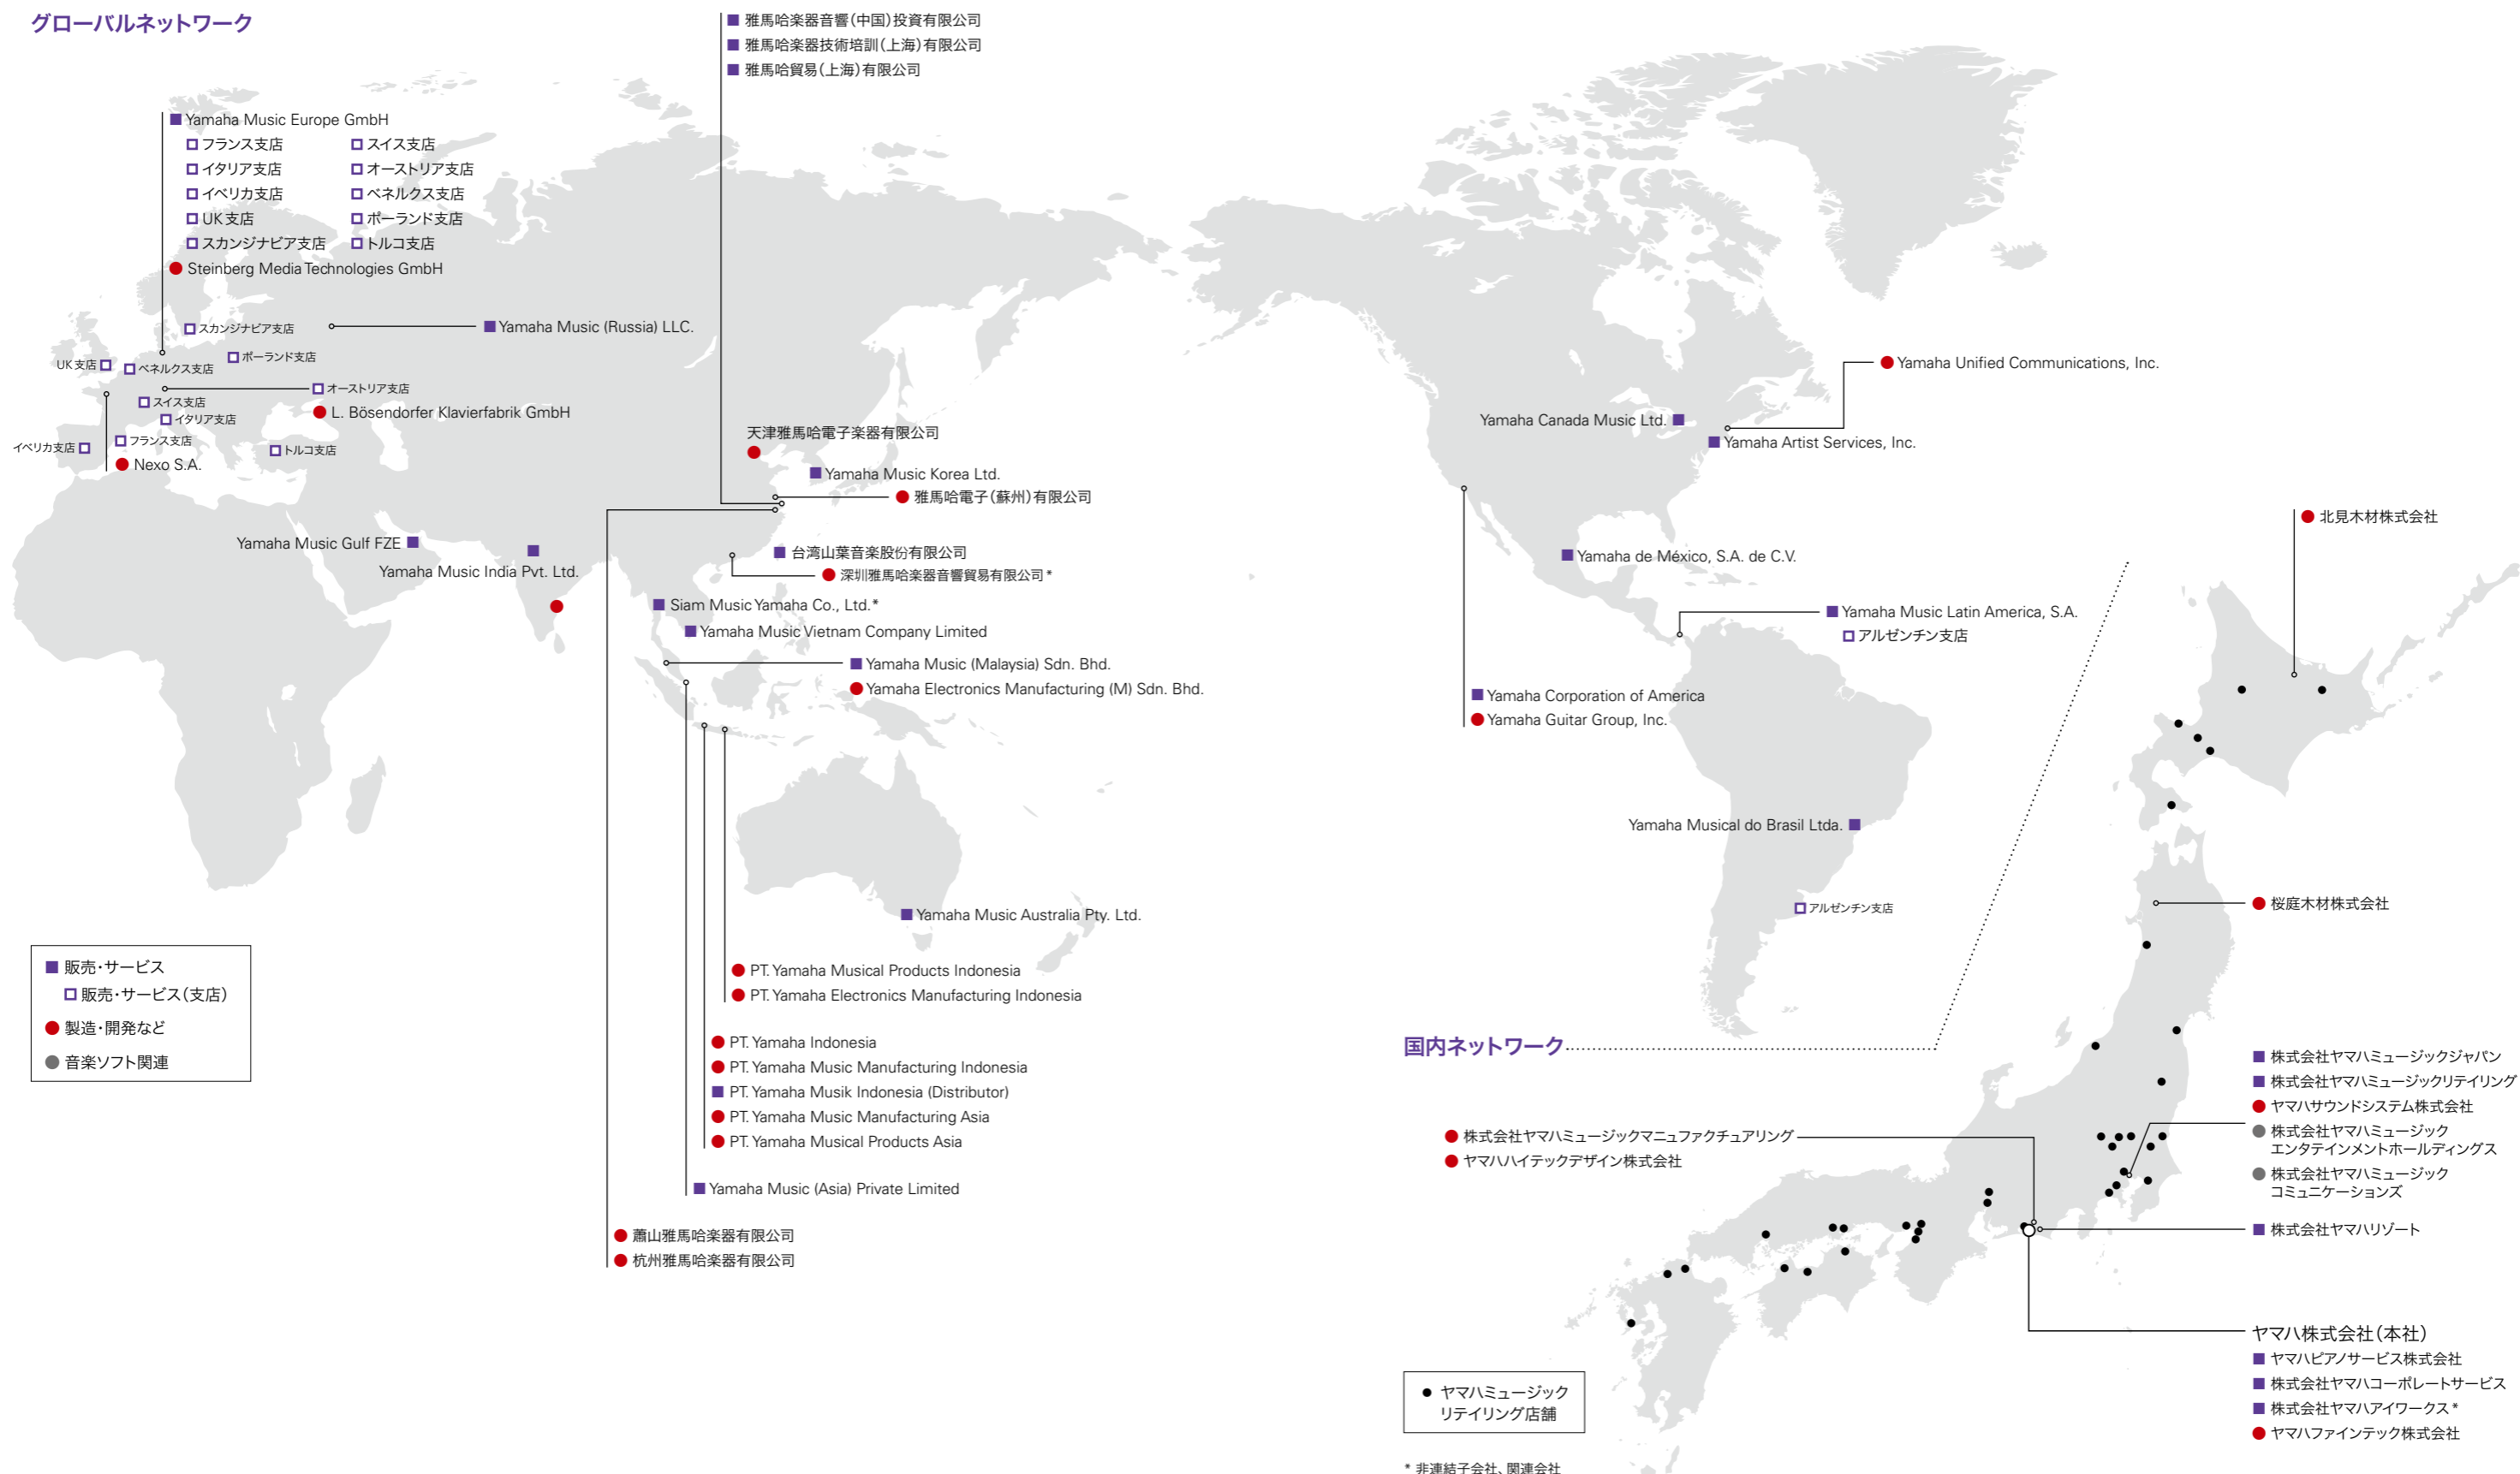 グローバルネットワーク
■ 雅馬哈楽器音響(中国)投資有限公司
■ 雅馬哈楽器技術培訓(上海)有限公司
■ 雅馬哈貿易(上海)有限公司
■ Yamaha Music Europe GmbH
□ フランス支店
□ スイス支店
□ イタリア支店
□ オーストリア支店
□ イベリカ支店
□ ベネルクス支店
□ UK支店
□ ポーランド支店
□ スカンジナビア支店
□ トルコ支店
● Steinberg Media Technologies GmbH
□ スカンジナビア支店
■ Yamaha Music (Russia) LLC.
UK支店 □
□ ベネルクス支店
□ ポーランド支店
□ オーストリア支店
□ スイス支店
● L. Bösendorfer Klavierfabrik GmbH
□ イタリア支店
イベリカ支店 □
□ フランス支店
□ トルコ支店
● Nexo S.A.
天津雅馬哈電子楽器有限公司
■ Yamaha Music Korea Ltd.
● 雅馬哈電子(蘇州)有限公司
Yamaha Music Gulf FZE ■
Yamaha Music India Pvt. Ltd.
■ 台湾山葉音楽股份有限公司
● 深圳雅馬哈楽器音響貿易有限公司*
■ Siam Music Yamaha Co., Ltd.*
■ Yamaha Music Vietnam Company Limited
■ Yamaha Music (Malaysia) Sdn. Bhd.
● Yamaha Electronics Manufacturing (M) Sdn. Bhd.
■ Yamaha Music Australia Pty. Ltd.
● PT. Yamaha Musical Products Indonesia
● PT. Yamaha Electronics Manufacturing Indonesia
● PT. Yamaha Indonesia
● PT. Yamaha Music Manufacturing Indonesia
■ PT. Yamaha Musik Indonesia (Distributor)
● PT. Yamaha Music Manufacturing Asia
● PT. Yamaha Musical Products Asia
■ Yamaha Music (Asia) Private Limited
● 蕭山雅馬哈楽器有限公司
● 杭州雅馬哈楽器有限公司
■ 販売・サービス
□ 販売・サービス(支店)
● 製造・開発など
● 音楽ソフト関連
● Yamaha Unified Communications, Inc.
Yamaha Canada Music Ltd. ■
■ Yamaha Artist Services, Inc.
■ Yamaha de México, S.A. de C.V.
■ Yamaha Music Latin America, S.A.
□ アルゼンチン支店
■ Yamaha Corporation of America
● Yamaha Guitar Group, Inc.
Yamaha Musical do Brasil Ltda. ■
□ アルゼンチン支店
国内ネットワーク
● 北見木材株式会社
● 桜庭木材株式会社
■ 株式会社ヤマハミュージックジャパン
■ 株式会社ヤマハミュージックリテイリング
● ヤマハサウンドシステム株式会社
● 株式会社ヤマハミュージック
エンタテインメントホールディングス
● 株式会社ヤマハミュージック
コミュニケーションズ
● 株式会社ヤマハミュージックマニュファクチュアリング
● ヤマハハイテックデザイン株式会社
■ 株式会社ヤマハリゾート
ヤマハ株式会社(本社)
■ ヤマハピアノサービス株式会社
■ 株式会社ヤマハコーポレートサービス
■ 株式会社ヤマハアイワークス*
● ヤマハファインテック株式会社
● ヤマハミュージック
リテイリング店舗
* 非連結子会社、関連会社